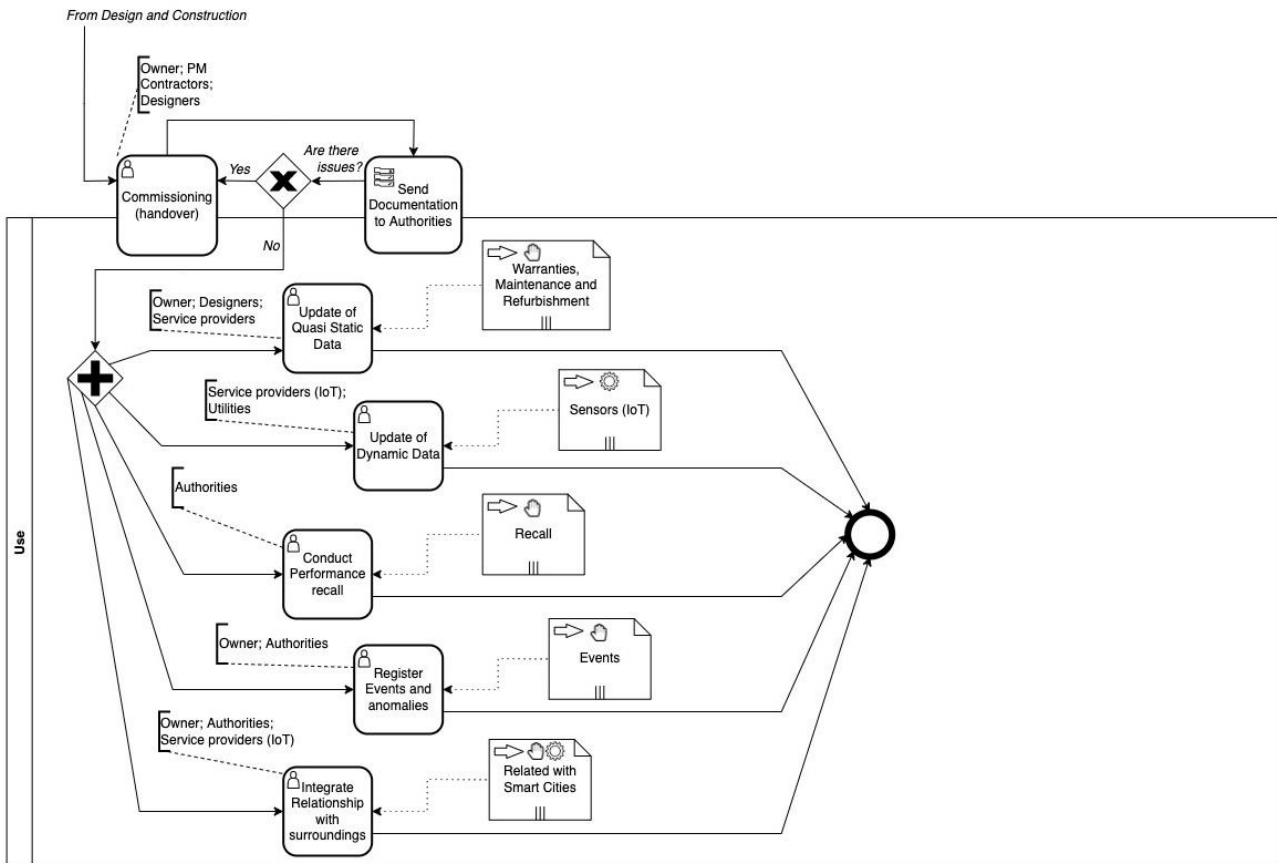 From Design and Construction
Owner; PM
Contractors;
Designers
Commissioning
(handover)
Yes
Are there
issues?
Send
Documentation
to Authorities
No
Use
Owner; Designers;
Service providers
Update of
Quasi Static
Data
Warranties,
Maintenance and
Refurbishment
Service providers (IoT);
Utilities
Update of
Dynamic Data
Sensors (IoT)
Authorities
Conduct
Performance
recall
Recall
Owner; Authorities
Register
Events and
anomalies
Events
Owner; Authorities;
Service providers (IoT)
Integrate
Relationship
with
surroundings
Related with
Smart Cities